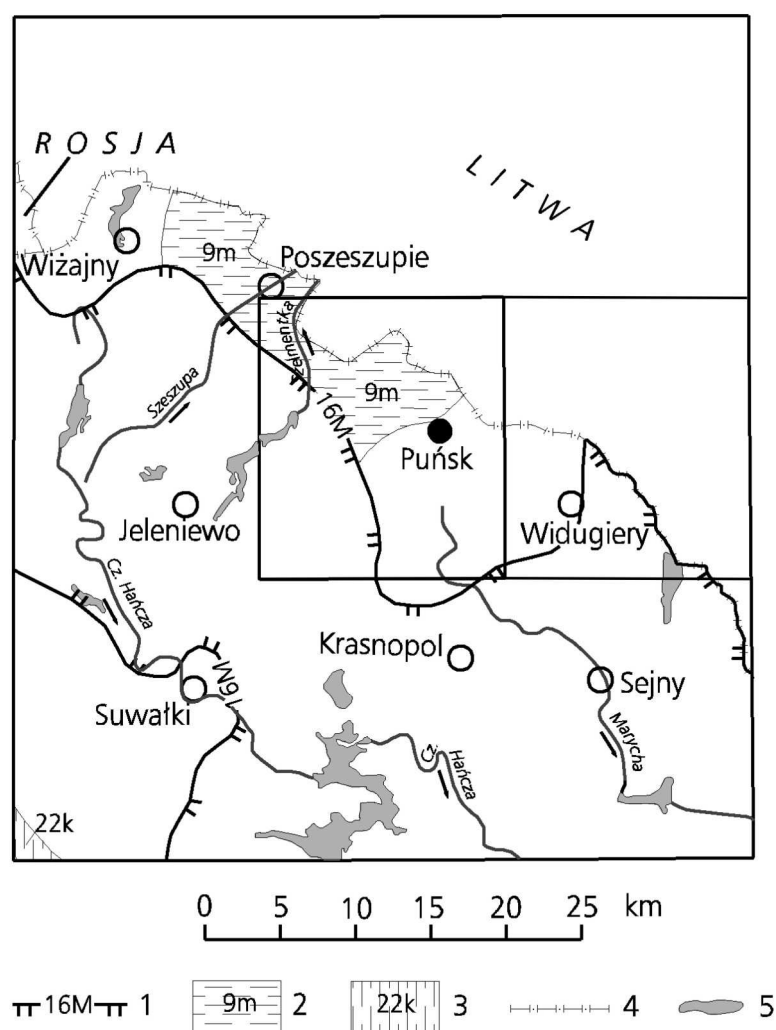 ROSJA
LITWA
9m
Wiżajny
Poszeszupie
Szelmentka
Szeszupa
9m
16M
Puńsk
Jeleniewo
Widugiery
Cz. Hańcza
Krasnopol
16M
Suwałki
Sejny
Marycha
Cz.
Hańcza
22k
0 5 10 15 20 25 km
16M 1 9m 2 22k 3 4 5